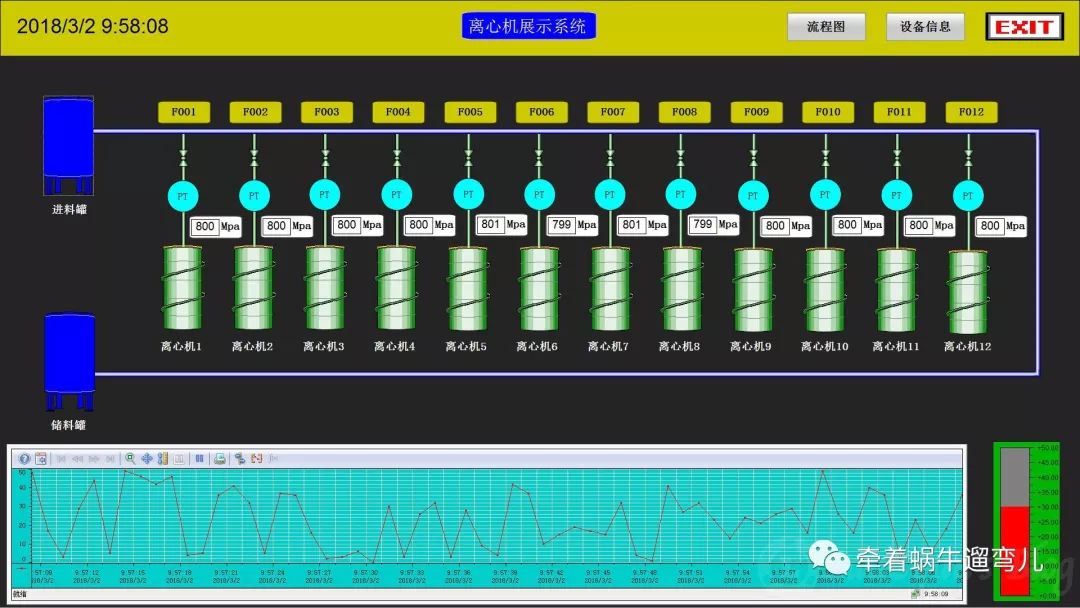 2018/3/2 9:58:08
离心机展示系统
流程图
设备信息
EXIT
F001 F002 F003 F004 F005 F006 F007 F008 F009 F010 F011 F012
PT PT PT PT PT PT PT PT PT PT PT PT
进料罐
800 Mpa 800 Mpa 800 Mpa 800 Mpa 801 Mpa 799 Mpa 801 Mpa 799 Mpa 800 Mpa 800 Mpa 800 Mpa 800 Mpa
离心机1 离心机2 离心机3 离心机4 离心机5 离心机6 离心机7 离心机8 离心机9 离心机10 离心机11 离心机12
储料罐
+50.00
+45.00
+40.00
+35.00
+30.00
+25.00
+20.00
+15.00
+5.00
+0.00
50
40
30
20
10
0
9:57:12 9:57:15 9:57:18 9:57:21 9:57:24 9:57:27 9:57:30 9:57:33 9:57:36 9:57:39 9:57:42 9:57:45 9:57:48 9:57:51 9:57:54 9:57:57
2018/3/2 2018/3/2 2018/3/2 2018/3/2 2018/3/2 2018/3/2 2018/3/2 2018/3/2 2018/3/2 2018/3/2 2018/3/2 2018/3/2 2018/3/2 2018/3/2 2018/3/2 2018/3/2 2018/3/2 2018/3/2 2018/3/2
就绪
9:58:09
牵着蜗牛遛弯儿